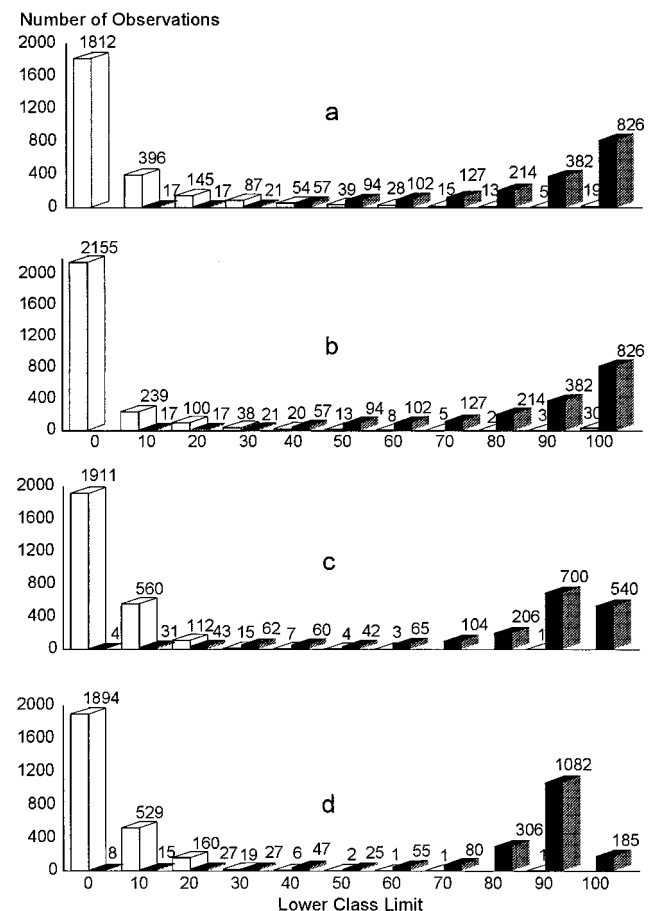 Number of Observations
2000
1812
1600
1200
a
800
826
400
396 17 145 17 87 21 54 57 39 94 28 102 15 127 13 214 5 382 19
0
2155
2000
1600
1200
b
800
826
400
239 17 100 17 38 21 20 57 13 94 8 102 5 127 2 214 3 382 30
0
0 10 20 30 40 50 60 70 80 90 100
2000
1911
1600
1200
c
800
560 700 540
400
4 31 112 43 15 62 7 60 4 42 3 65 104 206 1
0
2000
1894
1600
1200
1082
d
800
529
400
8 15 160 27 19 27 6 47 2 25 1 55 1 80 306 1 185
0
0 10 20 30 40 50 60 70 80 90 100
Lower Class Limit